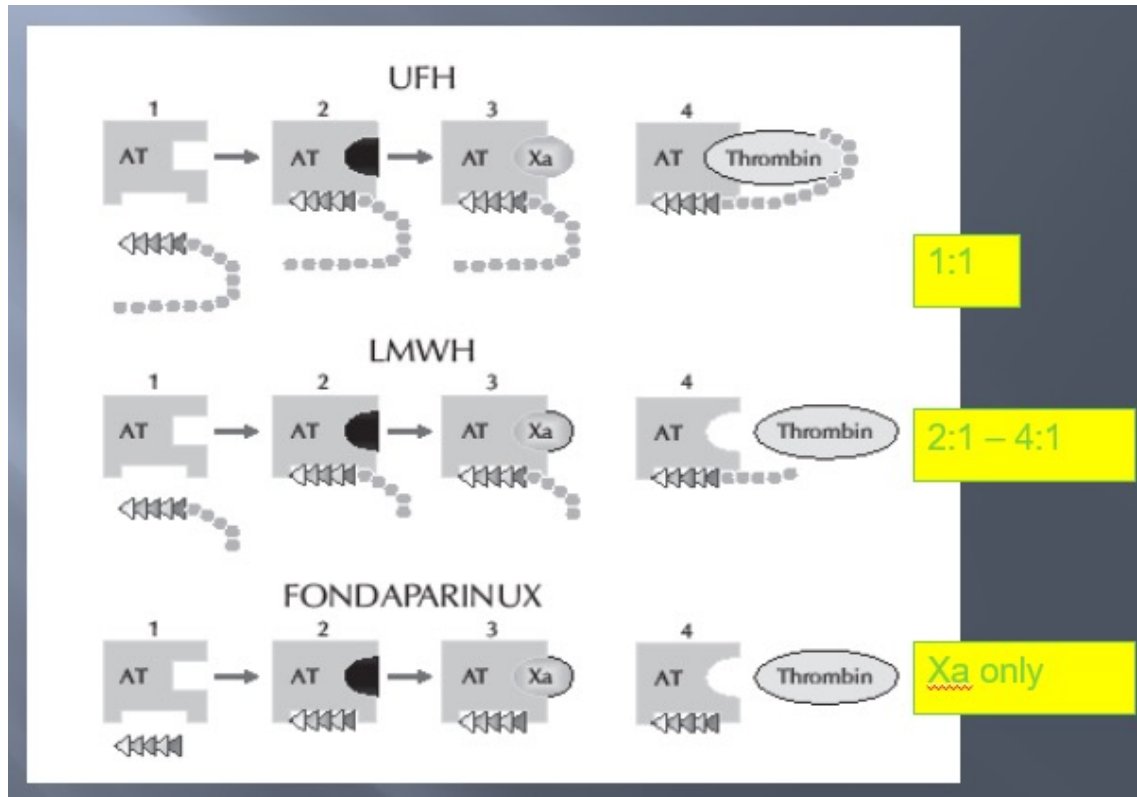 UFH
1 2 3 4
AT AT AT Xa AT Thrombin
1:1
LMWH
1 2 3 4
AT AT AT Xa AT Thrombin
2:1 – 4:1
FONDAPARINUX
1 2 3 4
AT AT AT Xa AT Thrombin
Xa only